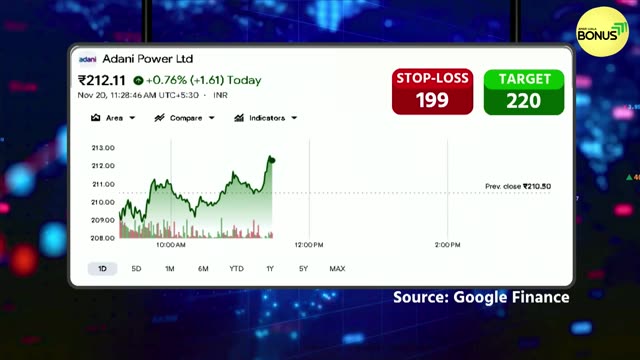 BONUS
adani
Adani Power Ltd
₹212.11
+0.76% (+1.61) Today
Nov 20, 11:28:46 AM UTC+5:30 · INR
STOP-LOSS
199
TARGET
220
Area
Compare
Indicators
213.00
212.00
211.00
210.00
209.00
208.00
Prev. close ₹210.50
10:00 AM
12:00 PM
2:00 PM
1D
5D
1M
6M
YTD
1Y
5Y
MAX
Source: Google Finance